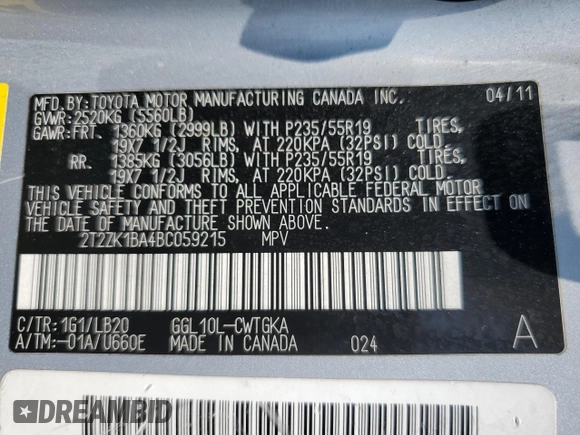 MFD.BY:TOYOTA MOTOR MANUFACTURING CANADA INC. 04/11
GVWR:2520KG (5560LB)
GAWR:FRT. 1360KG (2999LB) WITH P235/55R19 TIRES,
19X7 1/2J RIMS, AT 220KPA (32PSI) COLD.
RR. 1385KG (3056LB) WITH P235/55R19 TIRES,
19X7 1/2J RIMS, AT 220KPA (32PSI) COLD.
THIS VEHICLE CONFORMS TO ALL APPLICABLE FEDERAL MOTOR
VEHICLE SAFETY AND THEFT PREVENTION STANDARDS IN EFFECT ON
THE DATE OF MANUFACTURE SHOWN ABOVE.
2T2ZK1BA4BC059215 MPV
C/TR:1G1/LB20 GGL10L-CWTGKA A
A/TM:-01A/U660E MADE IN CANADA 024
DREAMBID